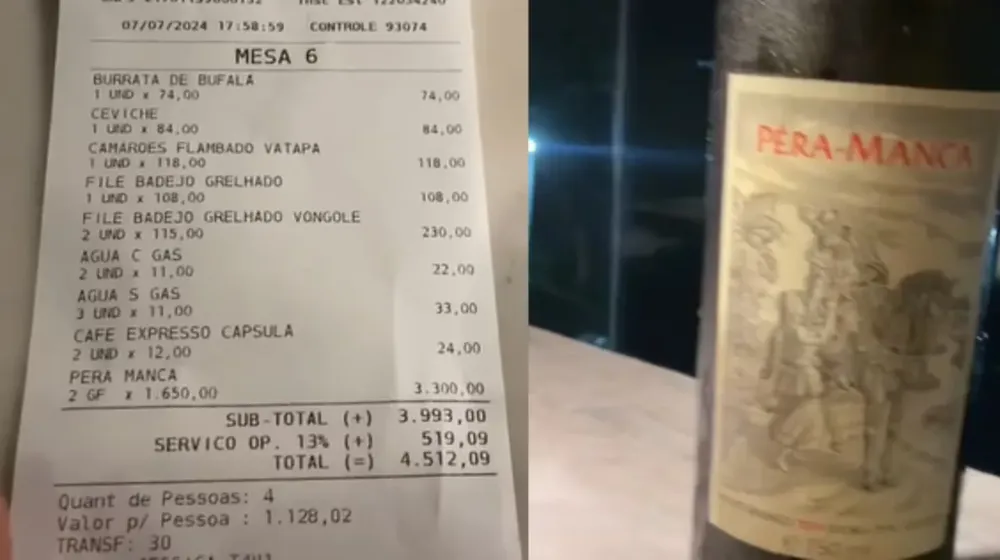 07/07/2024 17:58:59 CONTROLE 93074
MESA 6
BURRATA DE BUFALA
1 UND x 74,00 74,00
CEVICHE
1 UND x 84,00 84,00
CAMAROES FLAMBADO VATAPA
1 UND x 118,00 118,00
FILE BADEJO GRELHADO
1 UND x 108,00 108,00
FILE BADEJO GRELHADO VONGOLE
2 UND x 115,00 230,00
AGUA C GAS
2 UND x 11,00 22,00
AGUA S GAS
3 UND x 11,00 33,00
CAFE EXPRESSO CAPSULA
2 UND x 12,00 24,00
PERA MANCA
2 GF x 1.650,00 3.300,00
SUB-TOTAL (+) 3.993,00
SERVICO OP. 13% (+) 519,09
TOTAL (=) 4.512,09
Quant de Pessoas: 4
Valor p/ Pessoa : 1.128,02
TRANSF: 30
PÊRA-MANCA